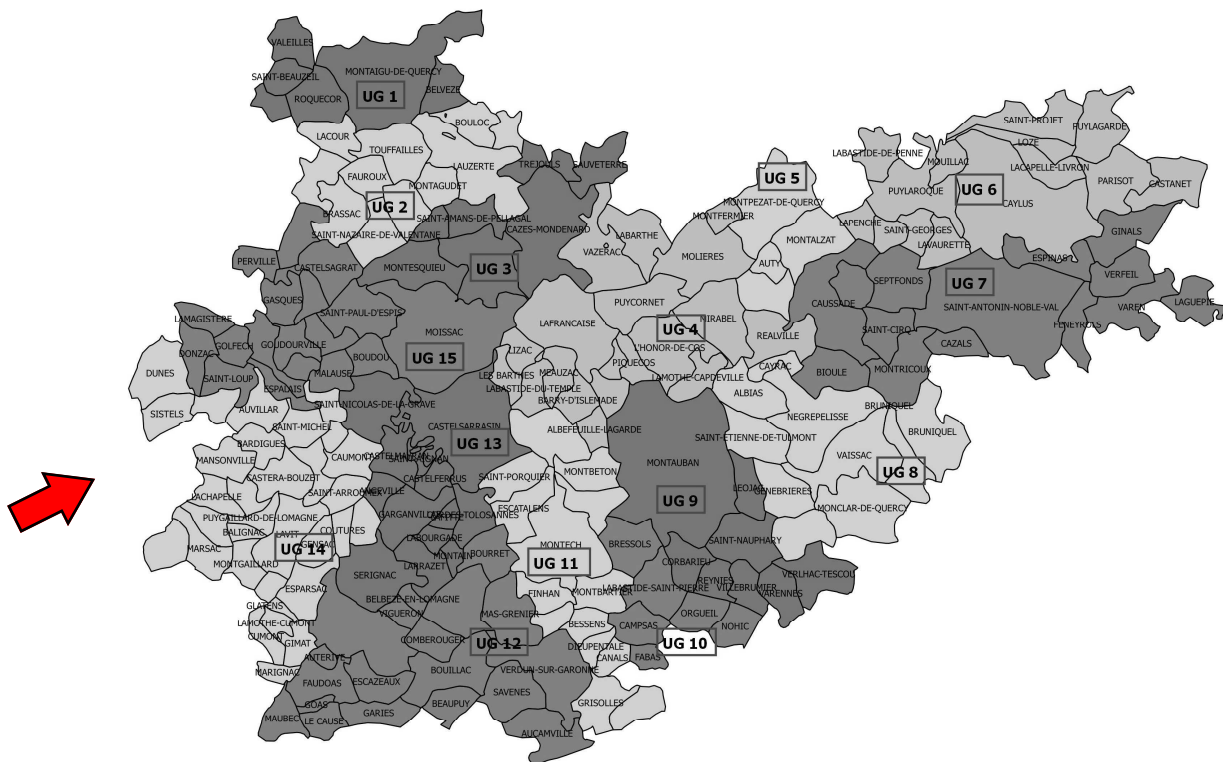 VALEILLES
SAINT-BEAUZEIL
MONTAIGU-DE-QUERCY
ROQUECOR
UG 1
BELVEZE
LACOUR
BOULOC
TOUFFAILLES
LAUZERTE
FAUROUX
MONTAGUDET
TREJOULS
SAUVETERRE
BRASSAC
UG 2
SAINT-AMANS-DE-PELLAGAL
SAINT-NAZAIRE-DE-VALENTANE
CAZES-MONDENARD
PERVILLE
CASTELSAGRAT
MONTESQUIEU
UG 3
VAZERAC
LABARTHE
MOLIERES
MONTFERMIER
UG 5
MONTPEZAT-DE-QUERCY
MONTALZAT
AUTY
LABASTIDE-DE-PENNE
SAINT-PROJET
PUYLAGARDE
LOZE
MOUILLAC
LACAPELLE-LIVRON
PUYLAROQUE
UG 6
PARISOT
CASTANET
CAYLUS
LAPENCHE
SAINT-GEORGES
LAVAURETTE
GINALS
ESPINAS
SEPTFONDS
UG 7
VERFEIL
CAUSSADE
SAINT-ANTONIN-NOBLE-VAL
VAREN
LAGUEPIE
FENEYROLS
SAINT-CIRQ
CAZALS
BIOULE
MONTRICOUX
GASQUES
SAINT-PAUL-D'ESPIS
LAMAGISTERE
MOISSAC
GOLFECH
GOUDOURVILLE
DONZAC
BOUDOU
UG 15
MALAUSE
DUNES
SAINT-LOUP
ESPALAIS
SISTELS
AUVILLAR
SAINT-NICOLAS-DE-LA-GRAVE
PUYCORNET
LAFRANCAISE
UG 4
MIRABEL
REALVILLE
LIZAC
L'HONOR-DE-COS
PIQUECOS
CAYRAC
LES BARTHES
MEAUZAC
LAMOTHE-CAPDEVILLE
LABASTIDE-DU-TEMPLE
BARRY-D'ISLEMADE
ALBIAS
NEGREPELISSE
BRUNIQUEL
BRUNIQUEL
SAINT-MICHEL
CASTELSARRASIN
ALBEFEUILLE-LAGARDE
SAINT-ETIENNE-DE-TULMONT
BARDIGUES
UG 13
VAISSAC
MANSONVILLE
CAUMONT
CASTELMAYRAN
SAINT-AIGNAN
MONTAUBAN
UG 8
CASTERA-BOUZET
CASTELFERRUS
SAINT-PORQUIER
MONTBETON
LACHAPELLE
SAINT-ARROUMEX
ANGEVILLE
LEOJAC
GENEBRIERES
UG 9
MONCLAR-DE-QUERCY
PUYGAILLARD-DE-LOMAGNE
GARGANVILLAR
ESCATALENS
BALIGNAC
LAVIT
COUTURES
LABOURGADE
SAINT-NAUPHARY
MARSAC
GENSAC
UG 14
MONTECH
BRESSOLS
MONTGAILLARD
MONTAIN
BOURRET
UG 11
CORBARIEU
LARRAZET
SERIGNAC
REYNIES
VILLEBRUMIER
VERLHAC-TESCOU
ESPARSAC
FINHAN
MONTBARTIER
LABASTIDE-SAINT-PIERRE
VARENNES
GLATENS
BELBEZE-EN-LOMAGNE
VIGUERON
MAS-GRENIER
ORGUEIL
LAMOTHE-CUMONT
BESSENS
CAMPSAS
NOHIC
CUMONT
GIMAT
COMBEROUGER
UG 12
DIEUPENTALE
UG 10
AUTERIVE
CANALS
FABAS
MARIGNAC
BOUILLAC
VERDUN-SUR-GARONNE
FAUDOAS
ESCAZEAUX
SAVENES
GOAS
BEAUPUY
GRISOLLES
MAUBEC
LE CAUSE
GARIES
AUCAMVILLE